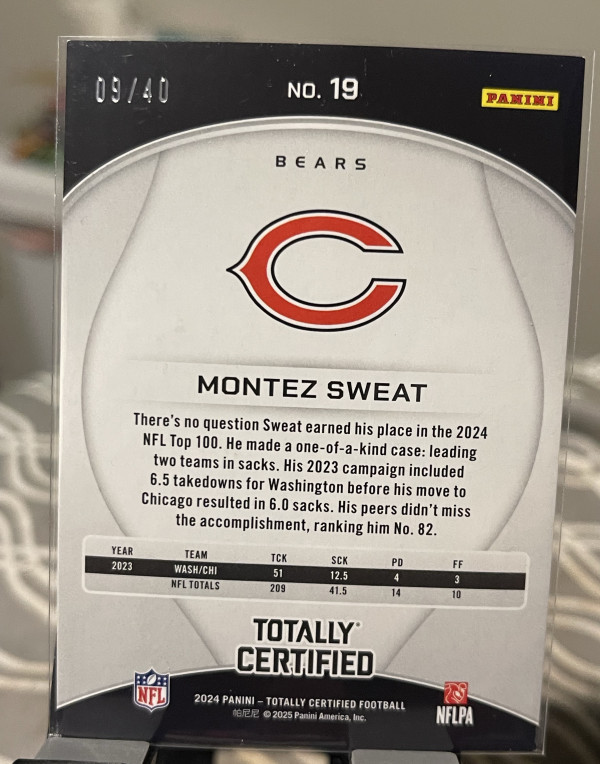 09/40
NO. 19
PANINI
BEARS
MONTEZ SWEAT
There's no question Sweat earned his place in the 2024
NFL Top 100. He made a one-of-a-kind case: leading
two teams in sacks. His 2023 campaign included
6.5 takedowns for Washington before his move to
Chicago resulted in 6.0 sacks. His peers didn't miss
the accomplishment, ranking him No. 82.
YEAR TEAM TCK SCK PD FF
2023 WASH/CHI 51 12.5 4 3
NFL TOTALS 209 41.5 14 10
TOTALLY
CERTIFIED
NFL
2024 PANINI – TOTALLY CERTIFIED FOOTBALL
帕尼尼 © 2025 Panini America, Inc.
NFLPA